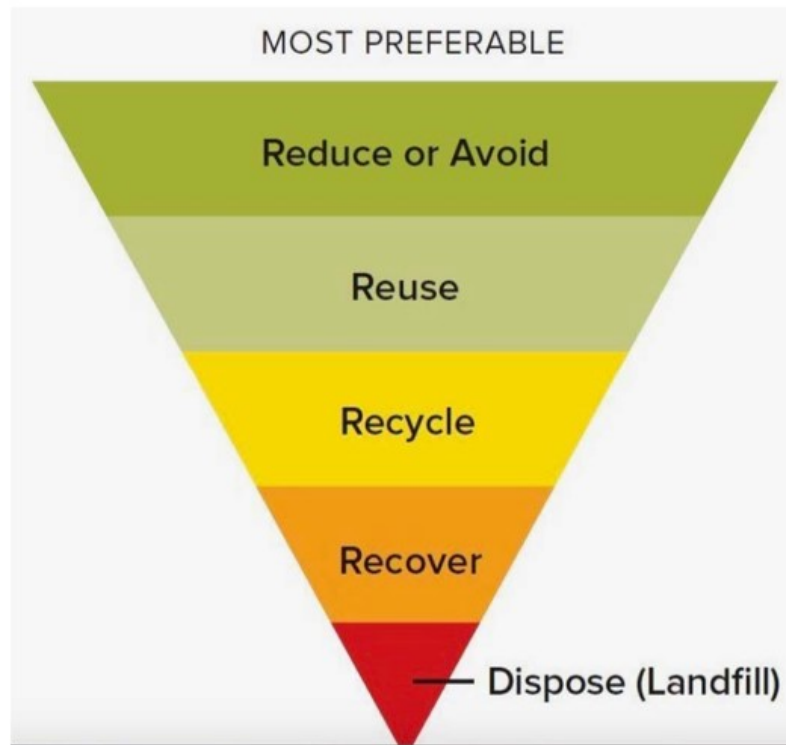 MOST PREFERABLE
Reduce or Avoid
Reuse
Recycle
Recover
Dispose (Landfill)